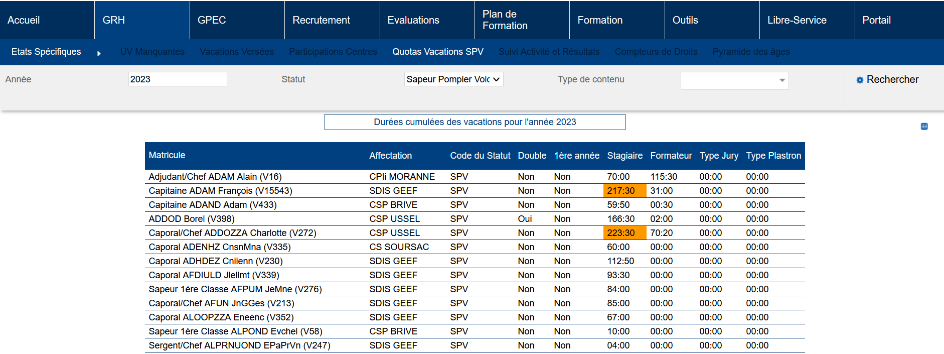 Accueil GRH GPEC Recrutement Evaluations Plan de Formation Formation Outils Libre-Service Portail
Etats Spécifiques UV Manquantes Vacations Versées Participations Centres Quotas Vacations SPV Suivi Activité et Résultats Compteurs de Droits Pyramide des âges
Année 2023 Statut Sapeur Pompier Volo Type de contenu Rechercher
Durées cumulées des vacations pour l'année 2023
Matricule Affectation Code du Statut Double 1ère année Stagiaire Formateur Type Jury Type Plastron
Adjudant/Chef ADAM Alain (V16) CPIi MORANNE SPV Non Non 70:00 115:30 00:00 00:00
Capitaine ADAM François (V15543) SDIS GEEF SPV Non Non 217:30 31:00 00:00 00:00
Capitaine ADAND Adam (V433) CSP BRIVE SPV Non Non 59:50 00:30 00:00 00:00
ADDOD Borel (V398) CSP USSEL SPV Oui Non 166:30 02:00 00:00 00:00
Caporal/Chef ADDOZZA Charlotte (V272) CSP USSEL SPV Non Non 223:30 70:20 00:00 00:00
Caporal ADENHZ CnsnMna (V335) CS SOURSAC SPV Non Non 60:00 00:00 00:00 00:00
Caporal ADHDEZ Cniienn (V230) SDIS GEEF SPV Non Non 112:50 00:00 00:00 00:00
Caporal AFDIULD Jiellmt (V339) SDIS GEEF SPV Non Non 93:30 00:00 00:00 00:00
Sapeur 1ère Classe AFPUM JeMne (V276) SDIS GEEF SPV Non Non 84:00 00:00 00:00 00:00
Caporal/Chef AFUN JnGGes (V213) SDIS GEEF SPV Non Non 85:00 00:00 00:00 00:00
Caporal ALOOPZZA Eneenc (V352) SDIS GEEF SPV Non Non 67:00 00:00 00:00 00:00
Sapeur 1ère Classe ALPOND Evchel (V58) CSP BRIVE SPV Non Non 10:00 00:00 00:00 00:00
Sergent/Chef ALPRNUOND EPaPrVn (V247) SDIS GEEF SPV Non Non 04:00 00:00 00:00 00:00